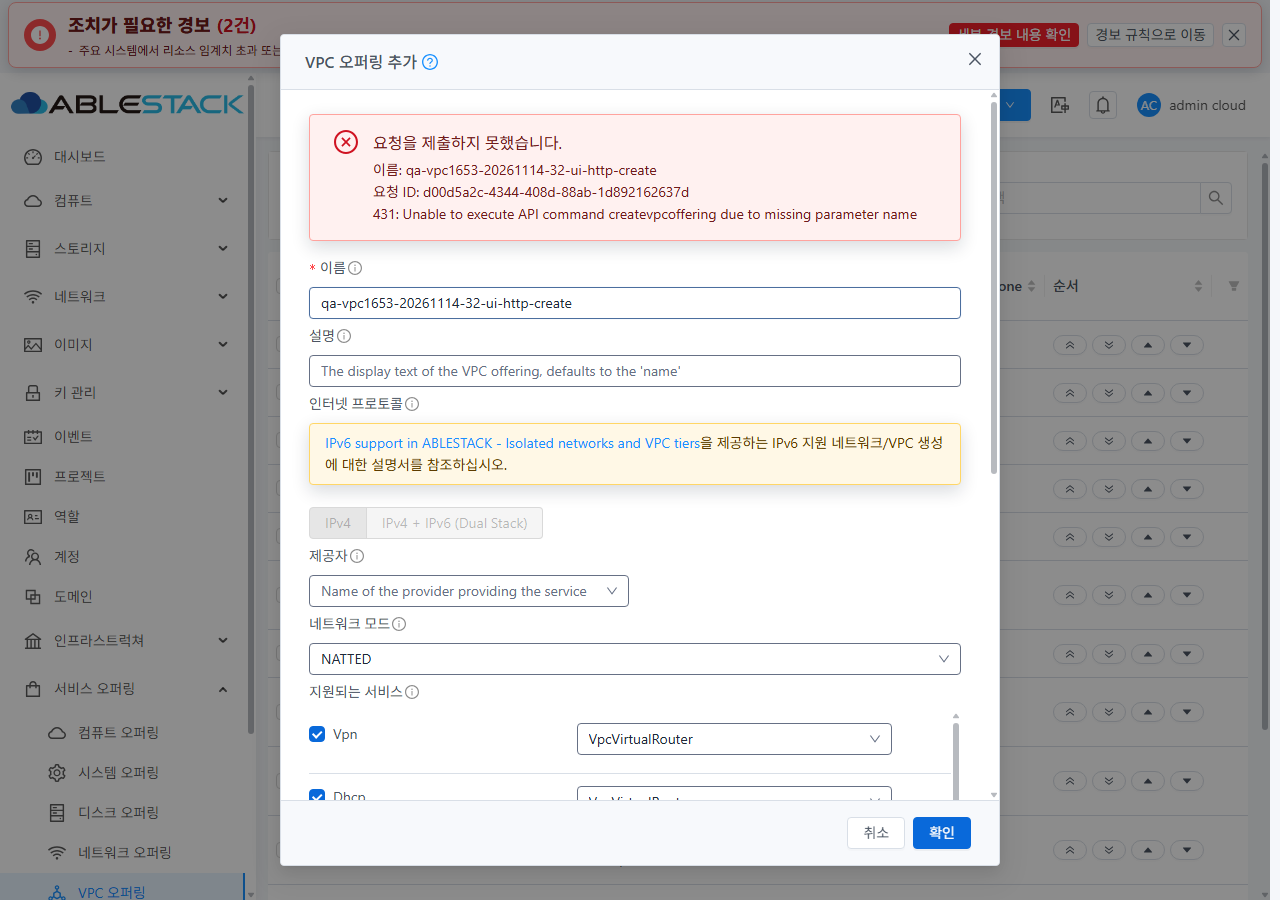 조치가 필요한 경보 (2건)
- 주요 시스템에서 리소스 임계치 초과 또는
세부 경보 내용 확인
경보 규칙으로 이동
ABLESTACK
AC
admin cloud
대시보드
컴퓨트
스토리지
네트워크
이미지
키 관리
이벤트
프로젝트
역할
계정
도메인
인프라스트럭쳐
서비스 오퍼링
컴퓨트 오퍼링
시스템 오퍼링
디스크 오퍼링
네트워크 오퍼링
VPC 오퍼링
one
순서
VPC 오퍼링 추가
요청을 제출하지 못했습니다.
이름: qa-vpc1653-20261114-32-ui-http-create
요청 ID: d00d5a2c-4344-408d-88ab-1d892162637d
431: Unable to execute API command createvpcoffering due to missing parameter name
* 이름
qa-vpc1653-20261114-32-ui-http-create
설명
The display text of the VPC offering, defaults to the 'name'
인터넷 프로토콜
IPv6 support in ABLESTACK - Isolated networks and VPC tiers을 제공하는 IPv6 지원 네트워크/VPC 생성
에 대한 설명서를 참조하십시오.
IPv4
IPv4 + IPv6 (Dual Stack)
제공자
Name of the provider providing the service
네트워크 모드
NATTED
지원되는 서비스
Vpn
VpcVirtualRouter
Dhcp
VpcVirtualRouter
취소
확인